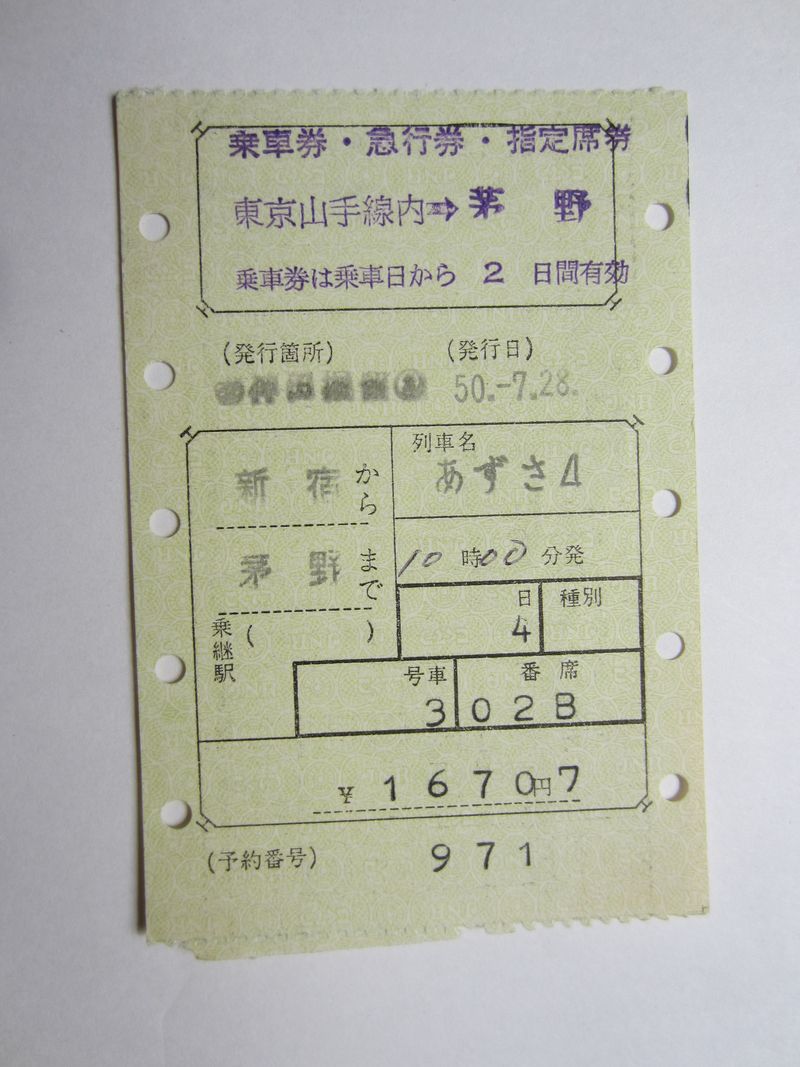 乗車券・急行券・指定席券
東京山手線内→茅野
乗車券は乗車日から 2 日間有効
(発行箇所)
(発行日)
50.-7.28.
新宿から
茅野まで
乗継駅( )
列車名
あずさ4
10時00分発
日
4
種別
号車
3
番席
02B
¥1670円7
(予約番号) 971